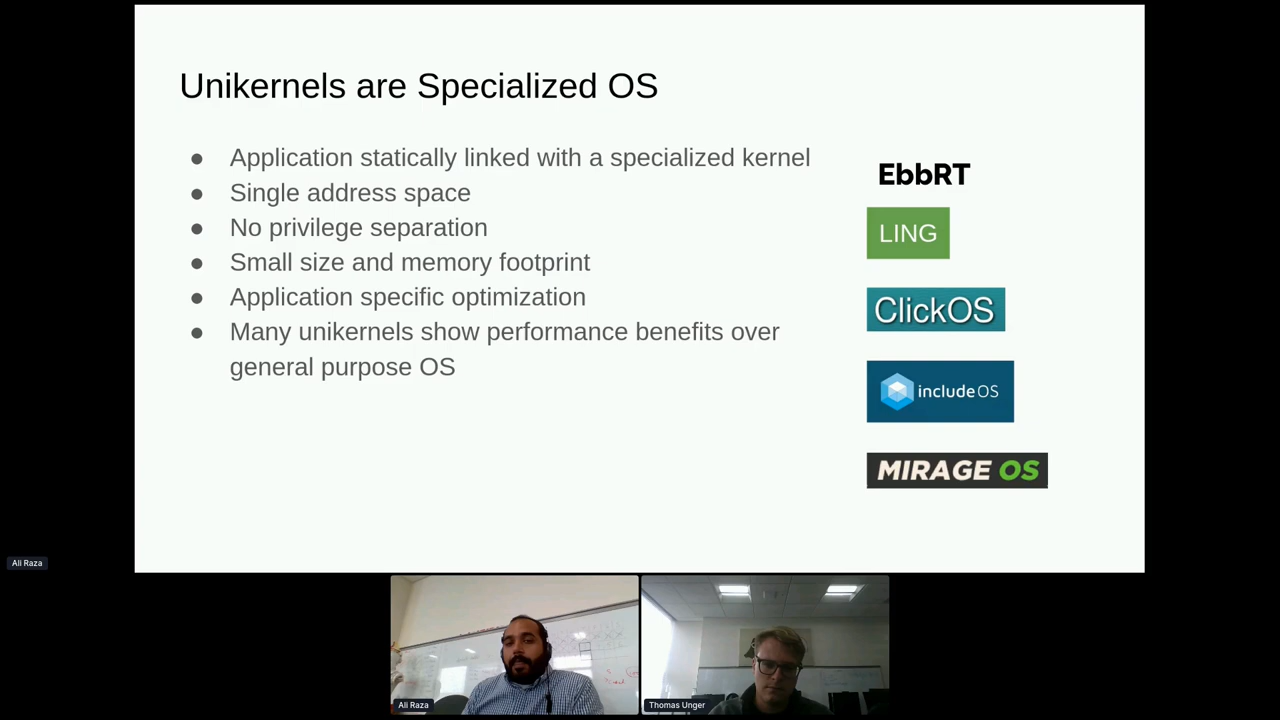 Unikernels are Specialized OS
Application statically linked with a specialized kernel
Single address space
No privilege separation
Small size and memory footprint
Application specific optimization
Many unikernels show performance benefits over
general purpose OS
EbbRT
LING
ClickOS
includeOS
MIRAGE OS
Ali Raza
Ali Raza
Thomas Unger